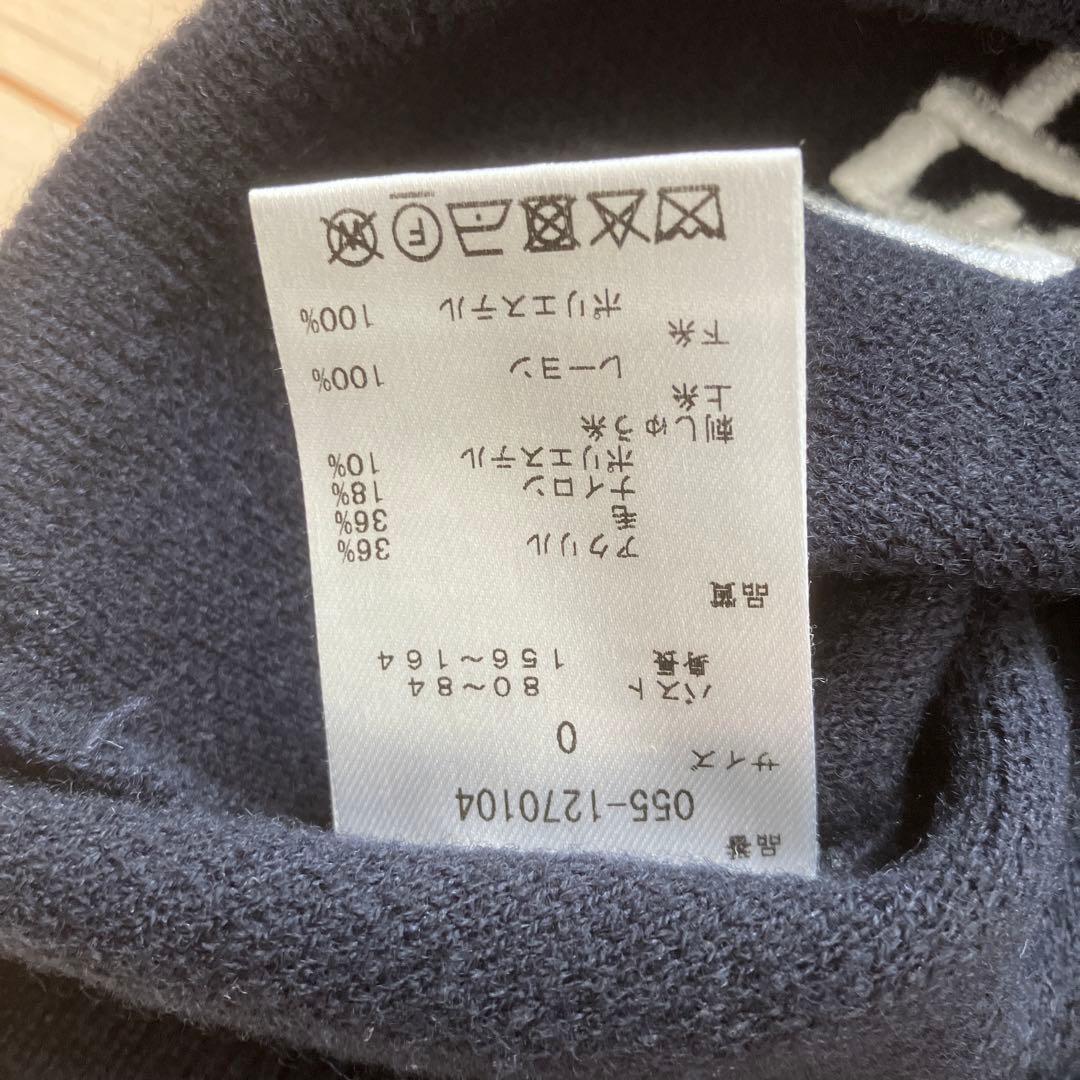 品番
055-1270104
サイズ
0
バスト 80～84
身長 156～164
品質
アクリル 36%
毛 36%
ナイロン 18%
ポリエステル 10%
刺しゅう糸
上糸
レーヨン 100%
下糸
ポリエステル 100%
F W